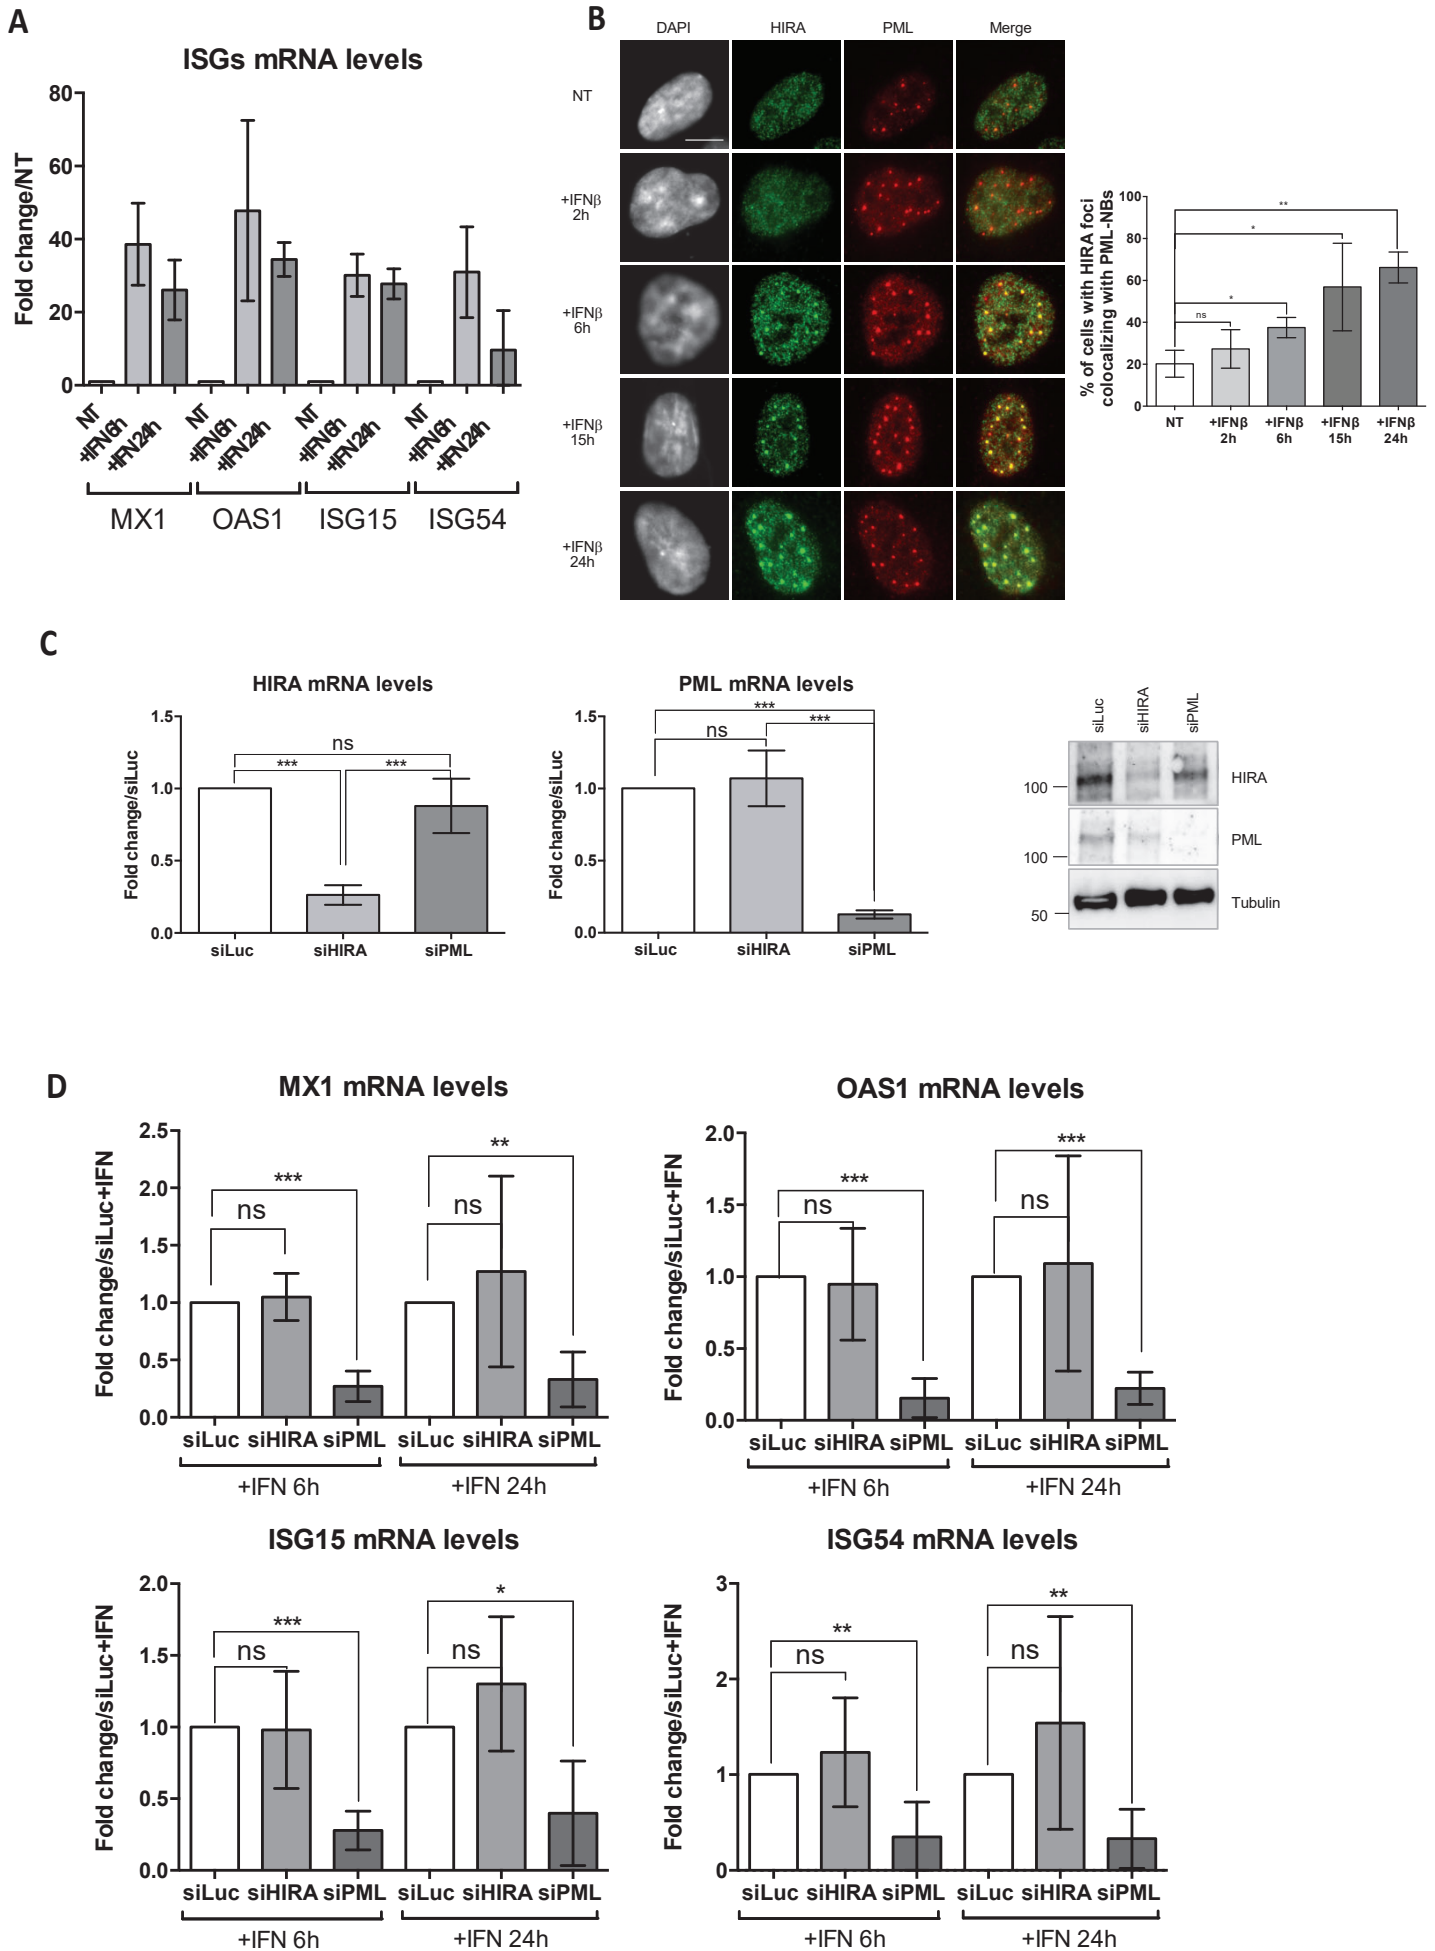 A
ISGs mRNA levels
Fold change/NT
80
60
40
20
0
NT
+IFN6h
+IFN24h
NT
+IFN6h
+IFN24h
NT
+IFN6h
+IFN24h
NT
+IFN6h
+IFN24h
MX1 OAS1 ISG15 ISG54
B
DAPI HIRA PML Merge
NT
+IFNβ
2h
+IFNβ
6h
+IFNβ
15h
+IFNβ
24h
% of cells with HIRA foci
colocalizing with PML-NBs
100
80
60
40
20
0
**
*
*
ns
NT +IFNβ +IFNβ +IFNβ +IFNβ
2h 6h 15h 24h
C
HIRA mRNA levels
Fold change/siLuc
1.5
1.0
0.5
0.0
ns
*** ***
siLuc siHIRA siPML
PML mRNA levels
Fold change/siLuc
1.5
1.0
0.5
0.0
***
***
ns
siLuc siHIRA siPML
siLuc
siHIRA
siPML
100
HIRA
PML
100
Tubulin
50
D
MX1 mRNA levels
Fold change/siLuc+IFN
2.5
2.0
1.5
1.0
0.5
0.0
***
ns
**
ns
siLuc siHIRA siPML siLuc siHIRA siPML
+IFN 6h +IFN 24h
OAS1 mRNA levels
Fold change/siLuc+IFN
2.0
1.5
1.0
0.5
0.0
***
ns
***
ns
siLuc siHIRA siPML siLuc siHIRA siPML
+IFN 6h +IFN 24h
ISG15 mRNA levels
Fold change/siLuc+IFN
2.0
1.5
1.0
0.5
0.0
***
ns
*
ns
siLuc siHIRA siPML siLuc siHIRA siPML
+IFN 6h +IFN 24h
ISG54 mRNA levels
Fold change/siLuc+IFN
3
2
1
0
**
ns
**
ns
siLuc siHIRA siPML siLuc siHIRA siPML
+IFN 6h +IFN 24h